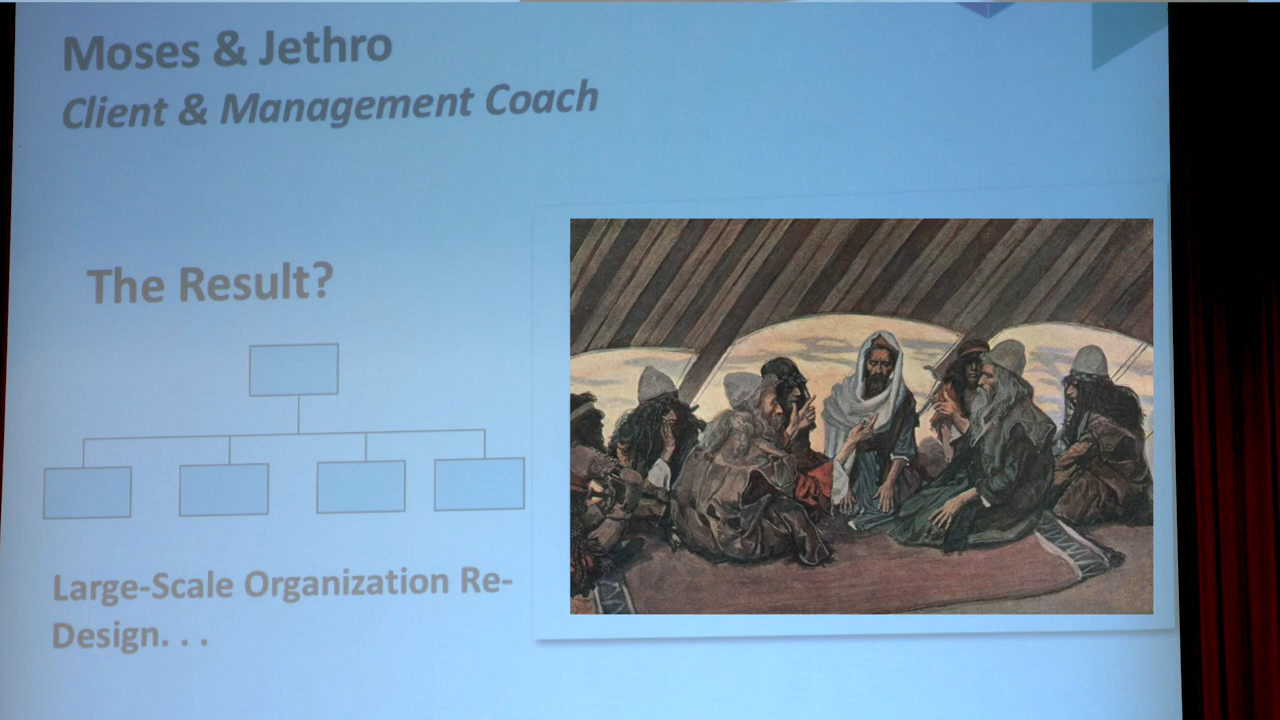 Moses & Jethro
Client & Management Coach
The Result?
Large-Scale Organization Re-
Design. . .